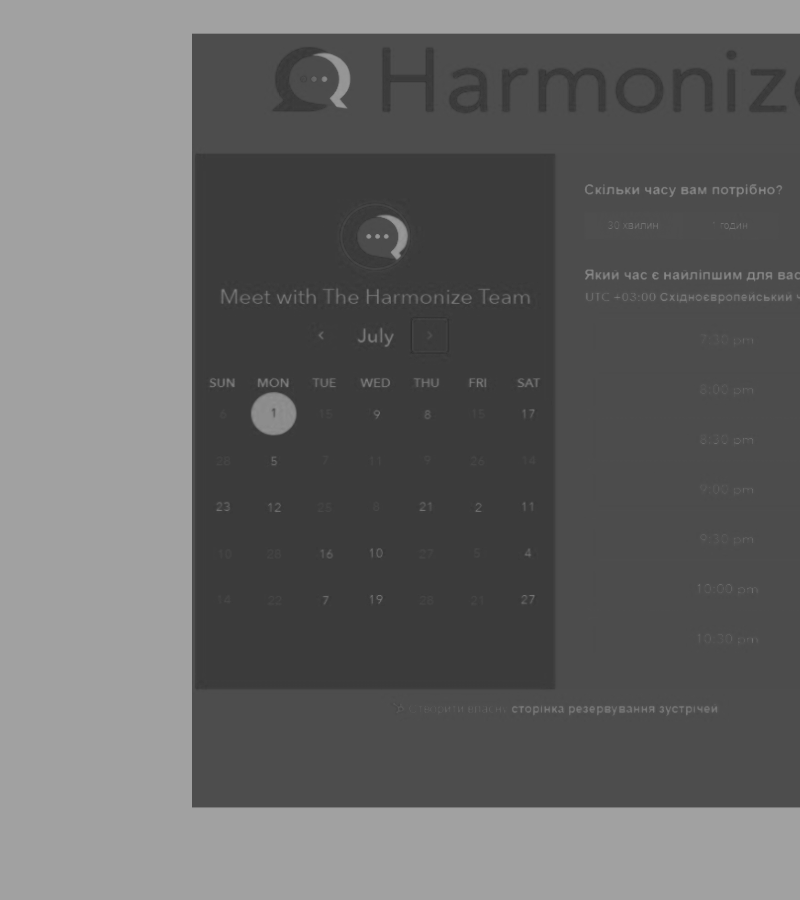 Harmonize
Meet with The Harmonize Team
July
SUN MON TUE WED THU FRI SAT
6 1 15 9 8 15 17
20 5 7 11 9 26 14
23 12 25 8 21 2 11
10 28 16 10 27 5 4
14 22 7 19 28 21 27
Скільки часу вам потрібно?
30 хвилин 1 годин
Який час є найліпшим для вас
UTC +03:00 Східноєвропейський ч
7:30 pm
8:00 pm
8:30 pm
9:00 pm
9:30 pm
10:00 pm
10:30 pm
створити власну сторінка резервування зустрічей